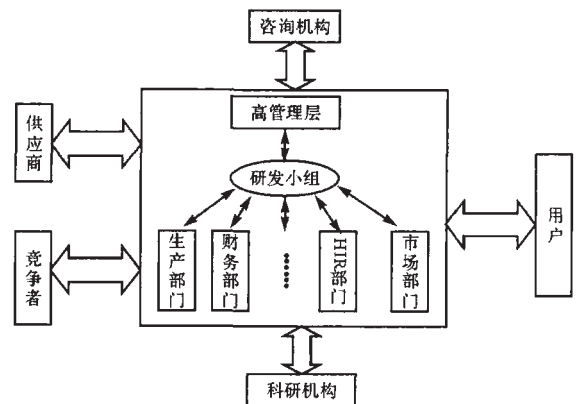 咨询机构
高管理层
供应商
研发小组
用户
竞争者
生产部门
财务部门
……
HIR部门
市场部门
科研机构